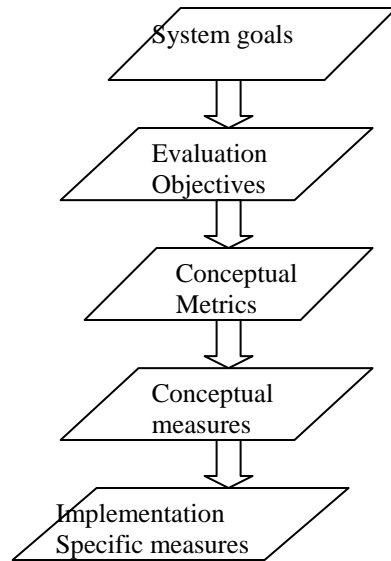 System goals
Evaluation
Objectives
Conceptual
Metrics
Conceptual
measures
Implementation
Specific measures